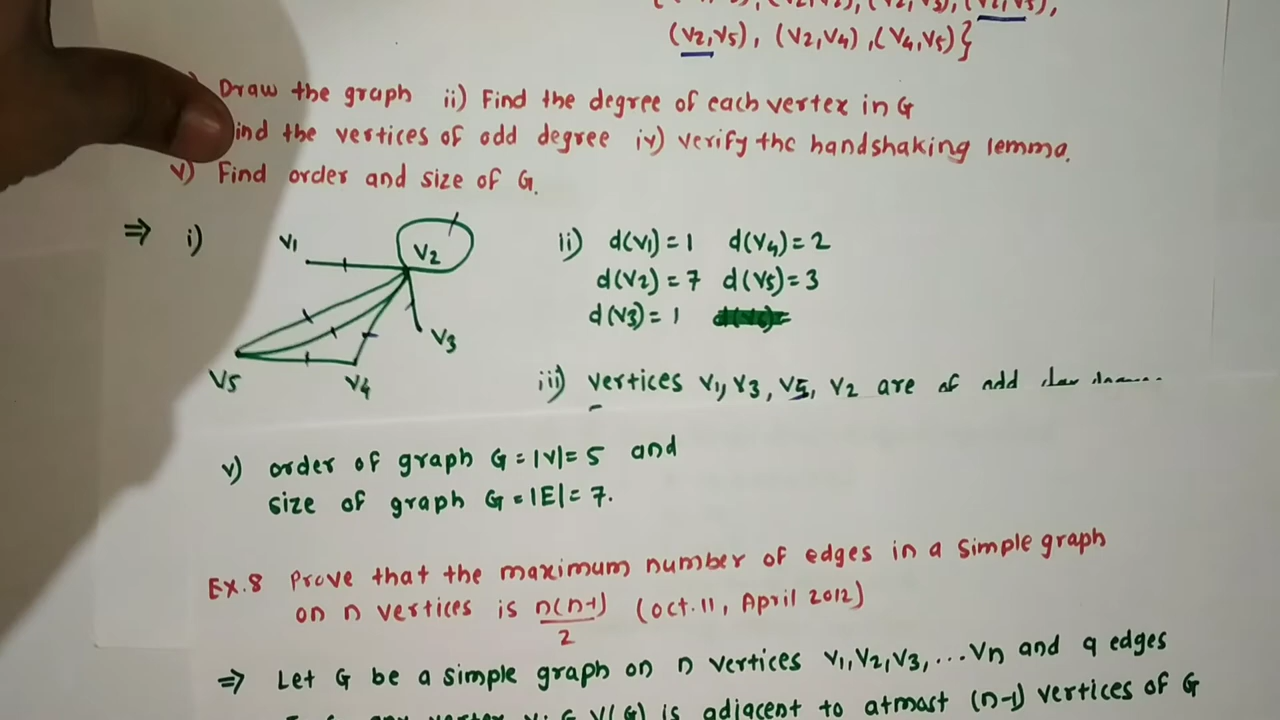 (V2,V5), (V2,V4), (V4,V5)}
Draw the graph ii) Find the degree of each vertex in G
ind the vertices of odd degree iv) verify the handshaking lemma.
v) Find order and size of G.
⇒ i)
V1
V2
V3
V4
V5
ii) d(V1) = 1 d(V4) = 2
d(V2) = 7 d(V5) = 3
d(V3) = 1
iii) vertices V1, V3, V5, V2 are of odd
v) order of graph G = |V| = 5 and
size of graph G = |E| = 7.
Ex.8 Prove that the maximum number of edges in a simple graph
on n vertices is n(n-1)/2 (Oct.11, April 2012)
⇒ Let G be a simple graph on n vertices V1, V2, V3, ... Vn and q edges
any vertex Vi ∈ V(G) is adjacent to atmost (n-1) vertices of G